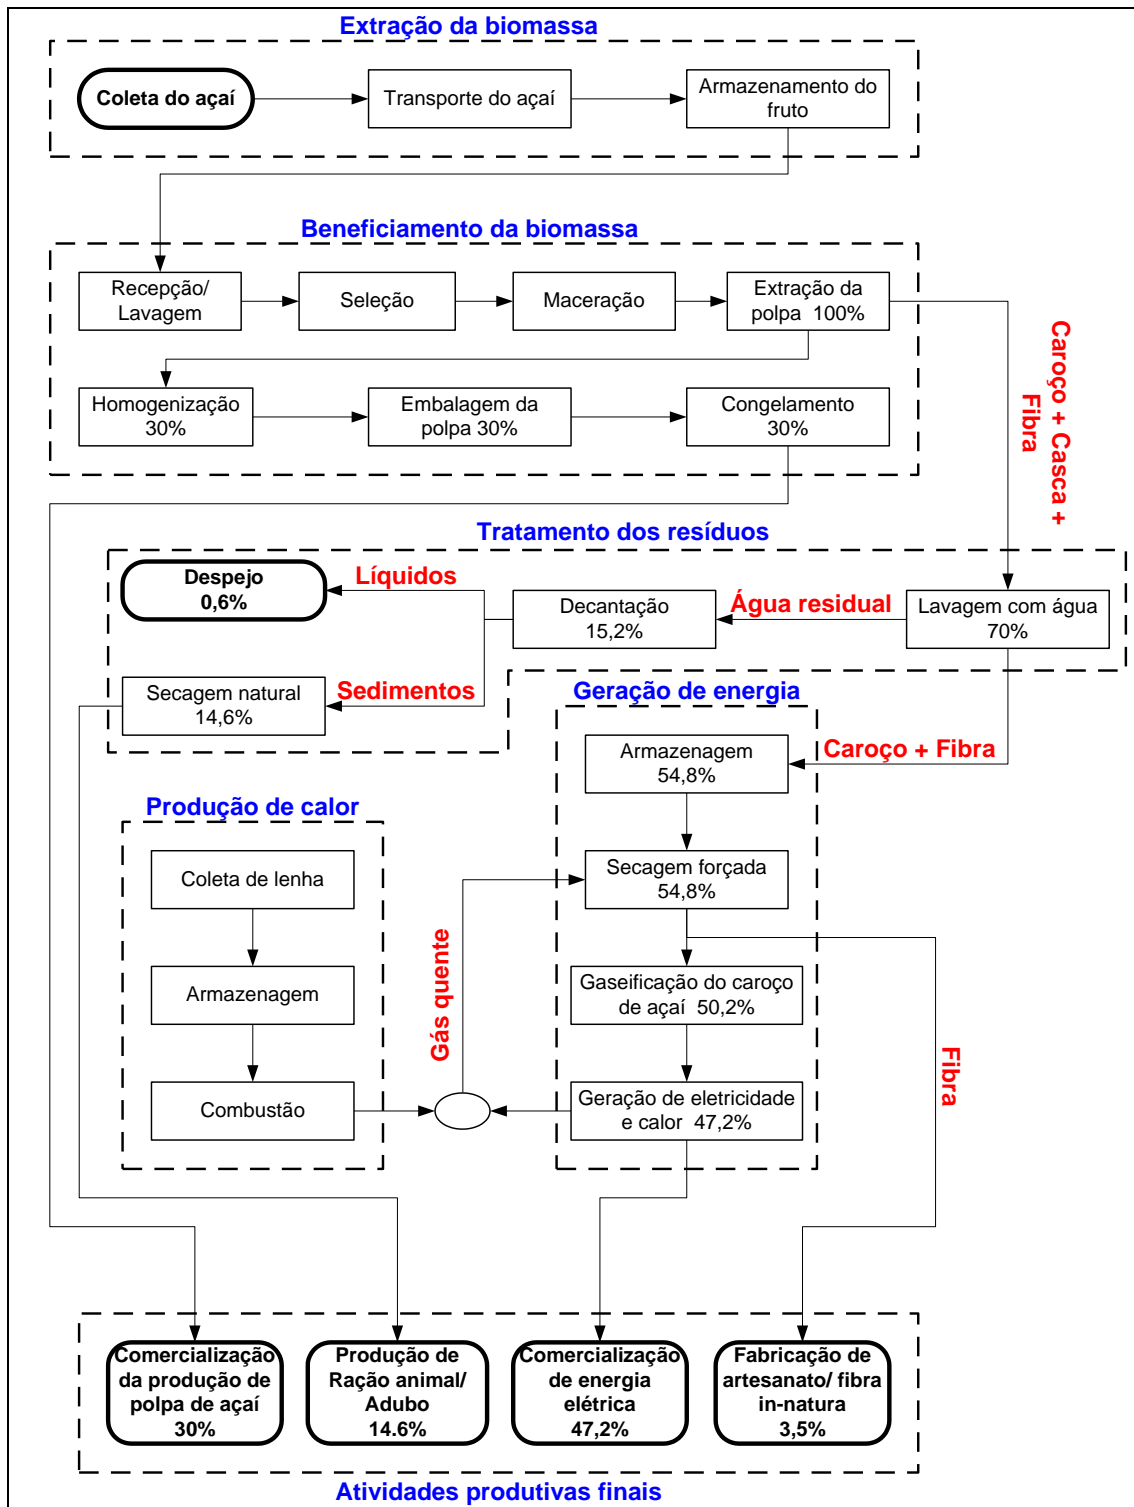 Extração da biomassa
Coleta do açaí
Transporte do açaí
Armazenamento do
fruto
Beneficiamento da biomassa
Recepção/
Lavagem
Seleção
Maceração
Extração da
polpa 100%
Homogenização
30%
Embalagem da
polpa 30%
Congelamento
30%
Caroço + Casca +
Fibra
Tratamento dos resíduos
Despejo
0,6%
Líquidos
Decantação
15,2%
Água residual
Lavagem com água
70%
Secagem natural
14,6%
Sedimentos
Geração de energia
Armazenagem
54,8%
Caroço + Fibra
Produção de calor
Coleta de lenha
Secagem forçada
54,8%
Gás quente
Armazenagem
Gaseificação do caroço
de açaí 50,2%
Fibra
Combustão
Geração de eletricidade
e calor 47,2%
Comercialização
da produção de
polpa de açaí
30%
Produção de
Ração animal/
Adubo
14.6%
Comercialização
de energia
elétrica
47,2%
Fabricação de
artesanato/ fibra
in-natura
3,5%
Atividades produtivas finais